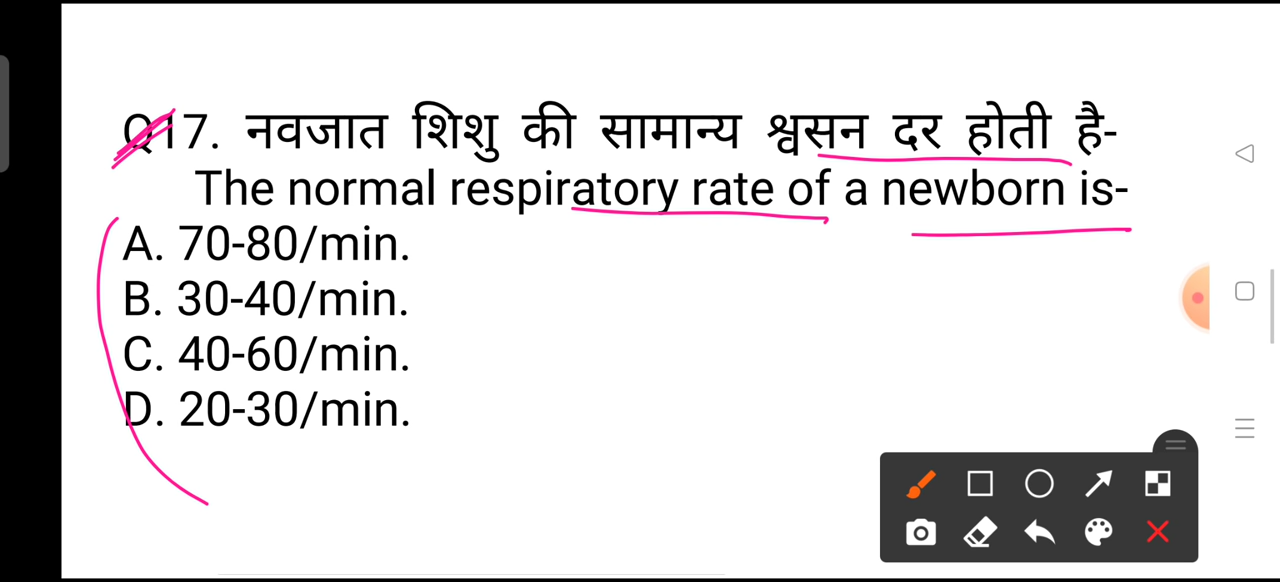 Q17. नवजात शिशु की सामान्य श्वसन दर होती है-
The normal respiratory rate of a newborn is-
A. 70-80/min.
B. 30-40/min.
C. 40-60/min.
D. 20-30/min.